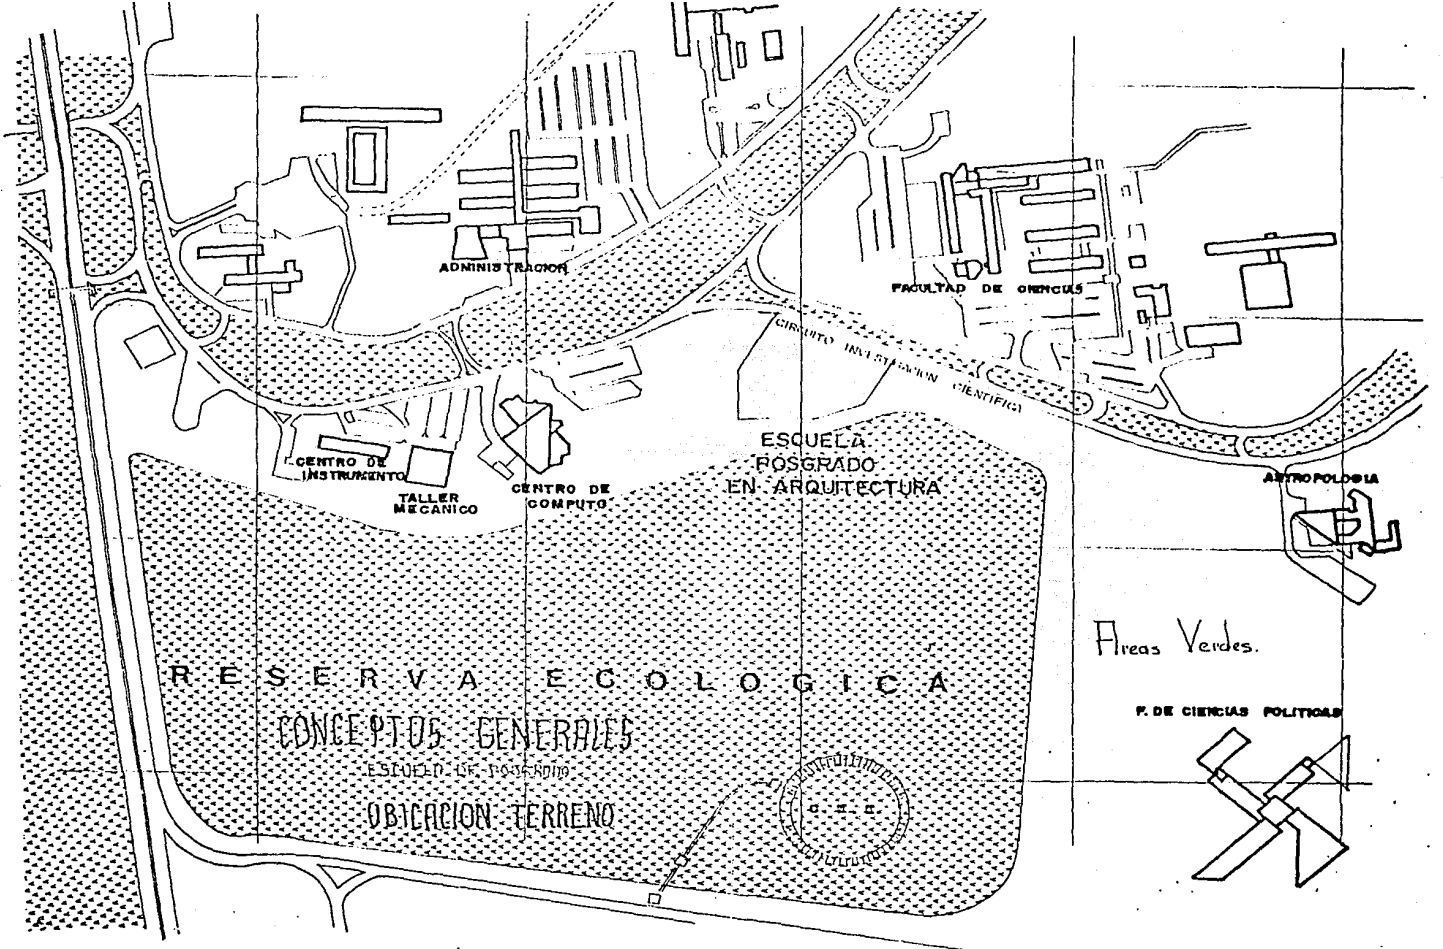 ADMINISTRACION
FACULTAD DE CIENCIAS
CIRCUITO INVESTIGACION CIENTIFICA
ESCUELA
POSGRADO
EN ARQUITECTURA
CENTRO DE
INSTRUMENTO
TALLER
MECANICO
CENTRO DE
COMPUTO
ANTROPOLOGIA
Areas Verdes.
RESERVA ECOLOGICA
F. DE CIENCIAS POLITICAS
CONCEPTOS GENERALES
ESCUELA DE POSGRADO
UBICACION TERRENO